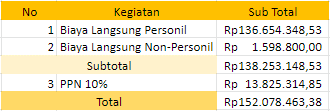 No Kegiatan Sub Total
1 Biaya Langsung Personil Rp136.654.348,53
2 Biaya Langsung Non-Personil Rp 1.598.800,00
Subtotal Rp138.253.148,53
3 PPN 10% Rp 13.825.314,85
Total Rp152.078.463,38